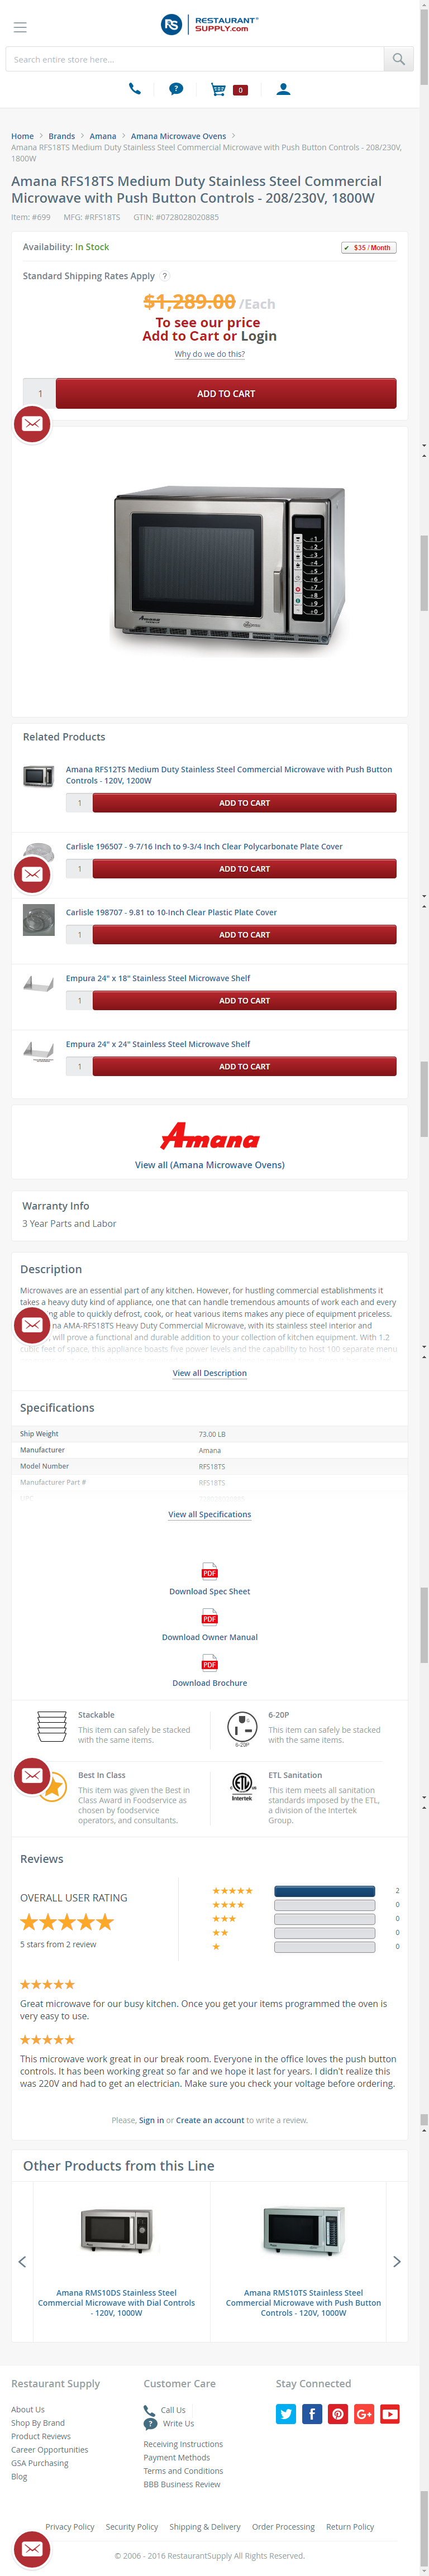 RS RESTAURANT
SUPPLY.com
Search entire store here...
? 0
Home > Brands > Amana > Amana Microwave Ovens >
Amana RFS18TS Medium Duty Stainless Steel Commercial Microwave with Push Button Controls - 208/230V,
1800W
Amana RFS18TS Medium Duty Stainless Steel Commercial
Microwave with Push Button Controls - 208/230V, 1800W
Item: #699 MFG: #RFS18TS GTIN: #0728028020885
Availability: In Stock ✔ $35 / Month
Standard Shipping Rates Apply ?
$1,289.00 /Each
To see our price
Add to Cart or Login
Why do we do this?
1 ADD TO CART
Amana
Related Products
Amana RFS12TS Medium Duty Stainless Steel Commercial Microwave with Push Button
Controls - 120V, 1200W
1 ADD TO CART
Carlisle 196507 - 9-7/16 Inch to 9-3/4 Inch Clear Polycarbonate Plate Cover
1 ADD TO CART
Carlisle 198707 - 9.81 to 10-Inch Clear Plastic Plate Cover
1 ADD TO CART
Empura 24" x 18" Stainless Steel Microwave Shelf
1 ADD TO CART
Empura 24" x 24" Stainless Steel Microwave Shelf
1 ADD TO CART
Amana
View all (Amana Microwave Ovens)
Warranty Info
3 Year Parts and Labor
Description
Microwaves are an essential part of any kitchen. However, for hustling commercial establishments it
takes a heavy duty kind of appliance, one that can handle tremendous amounts of work each and every
ng able to quickly defrost, cook, or heat various items makes any piece of equipment priceless.
na AMA-RFS18TS Heavy Duty Commercial Microwave, with its stainless steel interior and
, will prove a functional and durable addition to your collection of kitchen equipment. With 1.2
cubic feet of space, this appliance boasts five power levels and the capability to host 100 separate menu
View all Description
Specifications
Ship Weight 73.00 LB
Manufacturer Amana
Model Number RFS18TS
Manufacturer Part # RFS18TS
View all Specifications
PDF
Download Spec Sheet
PDF
Download Owner Manual
PDF
Download Brochure
Stackable
This item can safely be stacked
with the same items.
6-20P
6-20P
This item can safely be stacked
with the same items.
Best In Class
This item was given the Best in
Class Award in Foodservice as
chosen by foodservice
operators, and consultants.
ETL
Intertek
ETL Sanitation
This item meets all sanitation
standards imposed by the ETL,
a division of the Intertek
Group.
Reviews
OVERALL USER RATING
5 stars from 2 review
2
0
0
0
0
Great microwave for our busy kitchen. Once you get your items programmed the oven is
very easy to use.
This microwave work great in our break room. Everyone in the office loves the push button
controls. It has been working great so far and we hope it last for years. I didn't realize this
was 220V and had to get an electrician. Make sure you check your voltage before ordering.
Please, Sign in or Create an account to write a review.
Other Products from this Line
Amana RMS10DS Stainless Steel
Commercial Microwave with Dial Controls
- 120V, 1000W
Amana RMS10TS Stainless Steel
Commercial Microwave with Push Button
Controls - 120V, 1000W
Restaurant Supply
About Us
Shop By Brand
Product Reviews
Career Opportunities
GSA Purchasing
Blog
Customer Care
Call Us
? Write Us
Receiving Instructions
Payment Methods
Terms and Conditions
BBB Business Review
Stay Connected
Privacy Policy Security Policy Shipping & Delivery Order Processing Return Policy
© 2006 - 2016 RestaurantSupply All Rights Reserved.